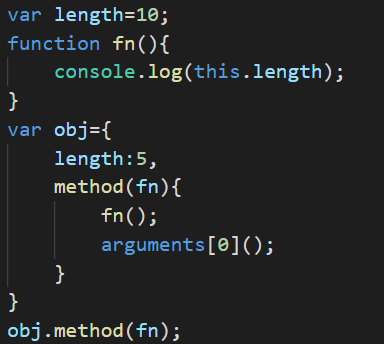 var length=10;
function fn(){
    console.log(this.length);
}
var obj={
    length:5,
    method(fn){
        fn();
        arguments[0]();
    }
}
obj.method(fn);